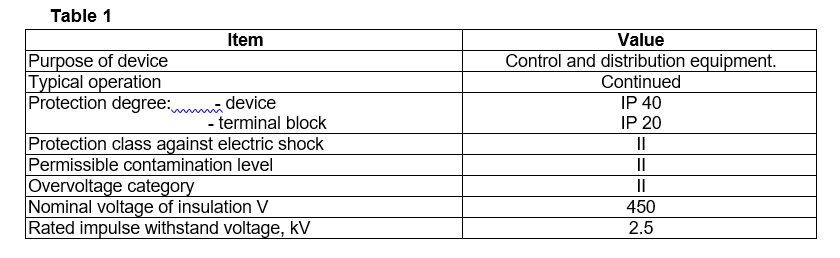 Table 1
Item Value
Purpose of device Control and distribution equipment.
Typical operation Continued
Protection degree: - device IP 40
- terminal block IP 20
Protection class against electric shock II
Permissible contamination level II
Overvoltage category II
Nominal voltage of insulation V 450
Rated impulse withstand voltage, kV 2.5